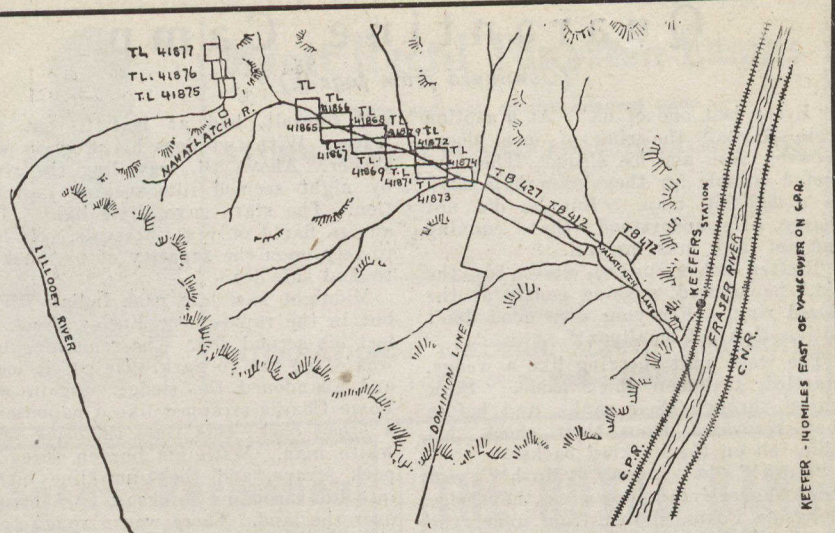 TL 41877
T.L. 41876
T.L 41875
NAHATLATCH R.
TL
41865
TL
41866
TL
41867
TL
41868
T.L.
41869
T.L
41871
TL
41872
T.L
41873
41874
TB 427
TB 412
TB 472
NAHATLATCH LAKE
KEEFERS STATION
FRASER RIVER
C.N.R.
C.P.R.
DOMINION LINE
LILLOOET RIVER
KEEFER - 140 MILES EAST OF VANCOUVER ON C.P.R.